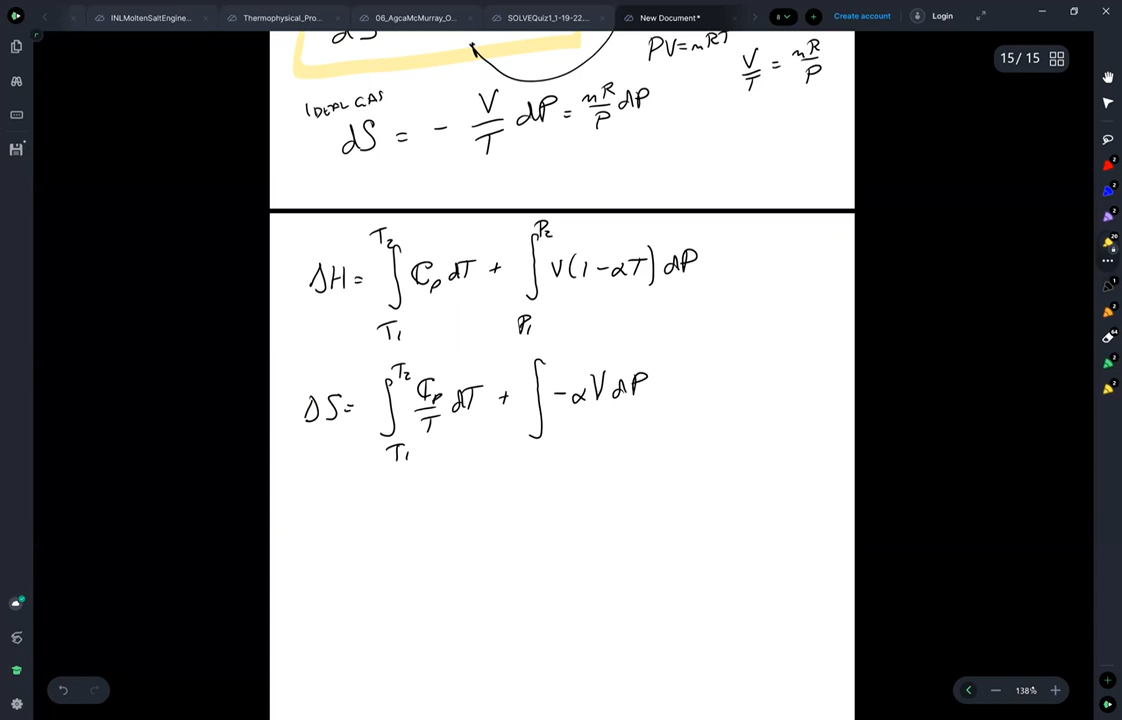 INLMoltenSaltEngine...
Thermophysical_Pro...
06_AgcaMcMurray_O...
SOLVEQuiz1_1-19-22....
New Document*
8
Create account
Login
15 / 15
dS
PV=nRT
V/T = nR/P
IDEAL GAS
dS = - V/T dP = nR/P dP
ΔH = ∫_{T1}^{T2} Cp dT + ∫_{P1}^{P2} V(1-αT) dP
ΔS = ∫_{T1}^{T2} Cp/T dT + ∫ -αV dP
138%